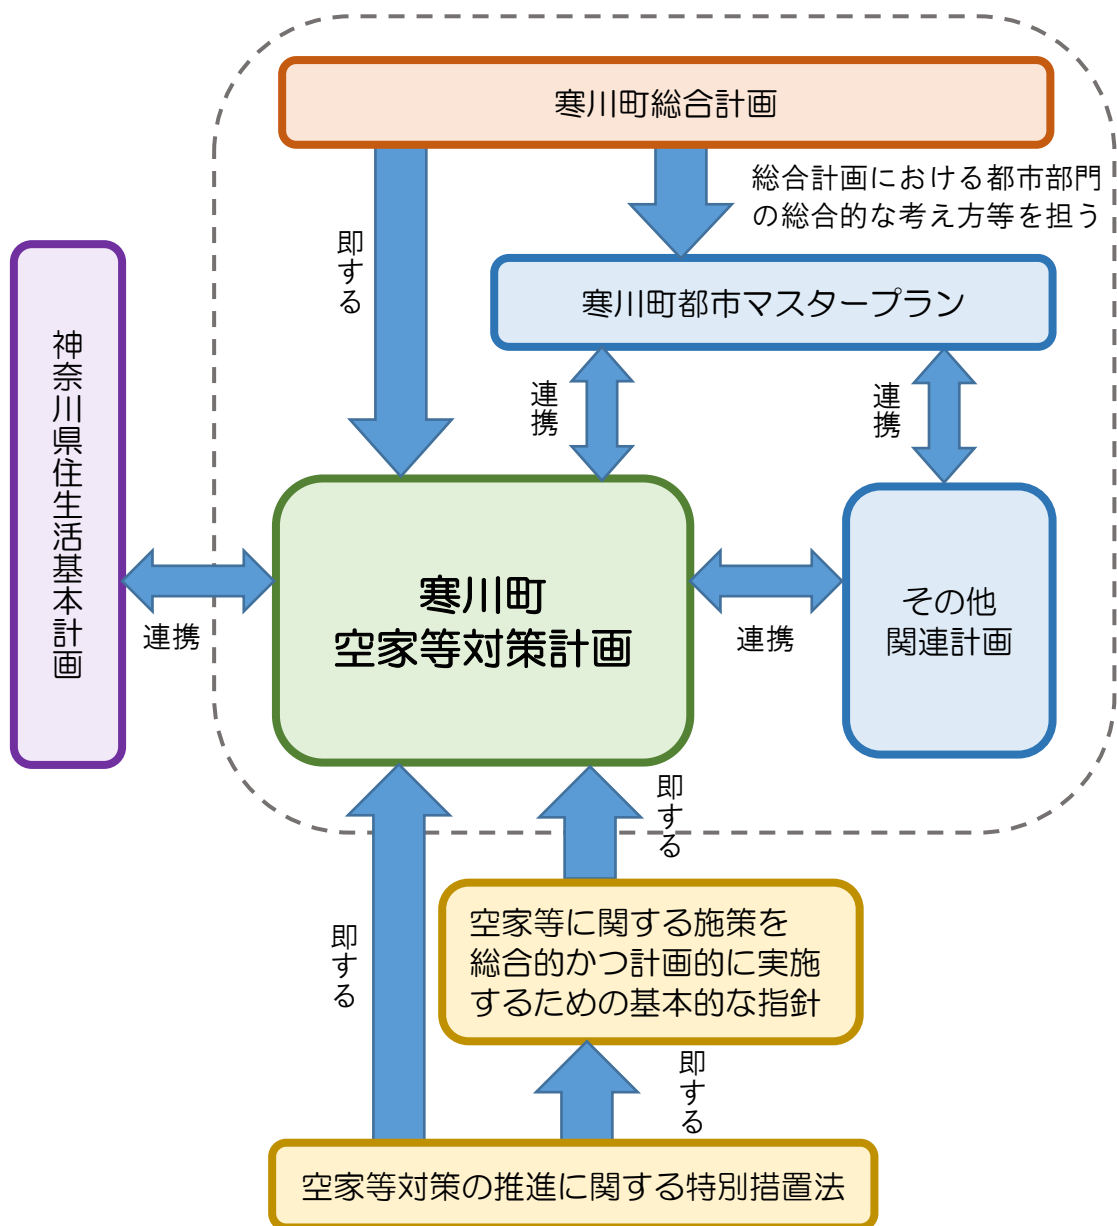 寒川町総合計画
総合計画における都市部門
の総合的な考え方等を担う
即する
寒川町都市マスタープラン
神奈川県住生活基本計画
連携
連携
寒川町
空家等対策計画
その他
関連計画
連携
連携
即する
空家等に関する施策を
総合的かつ計画的に実施
するための基本的な指針
即する
即する
空家等対策の推進に関する特別措置法